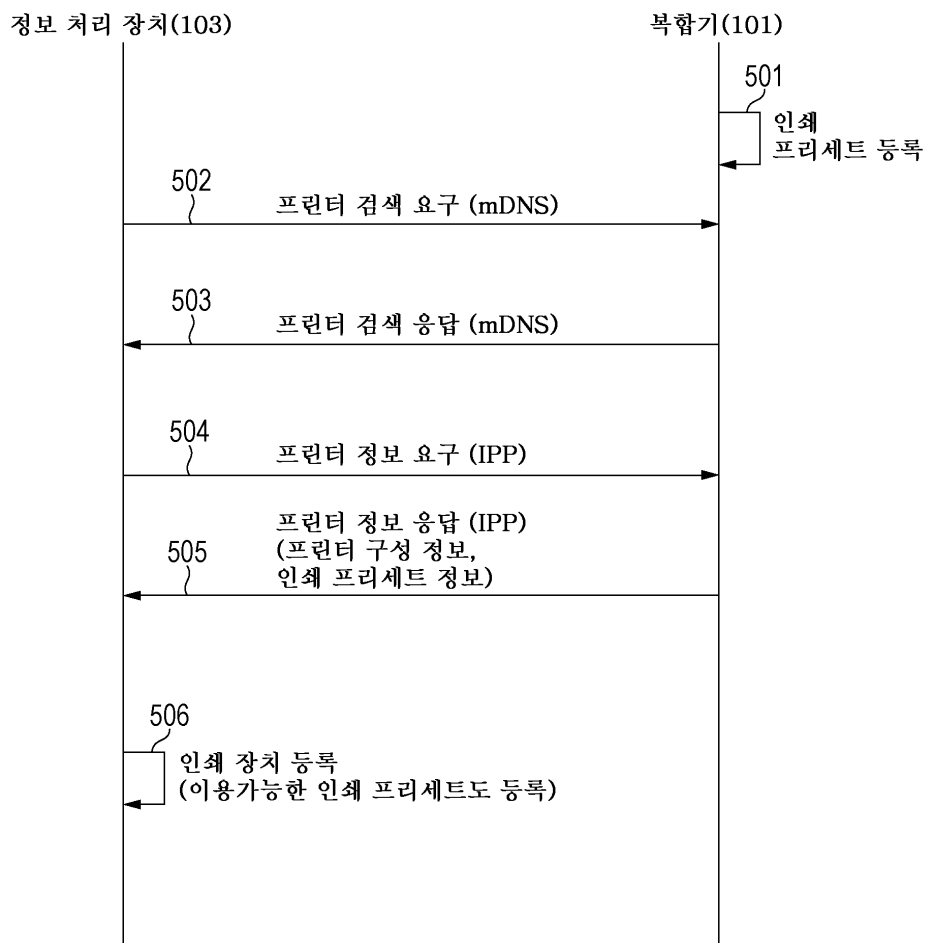 정보 처리 장치(103)
복합기(101)
501
인쇄
프리세트 등록
502
프린터 검색 요구 (mDNS)
503
프린터 검색 응답 (mDNS)
504
프린터 정보 요구 (IPP)
프린터 정보 응답 (IPP)
505
(프린터 구성 정보,
인쇄 프리세트 정보)
506
인쇄 장치 등록
(이용가능한 인쇄 프리세트도 등록)